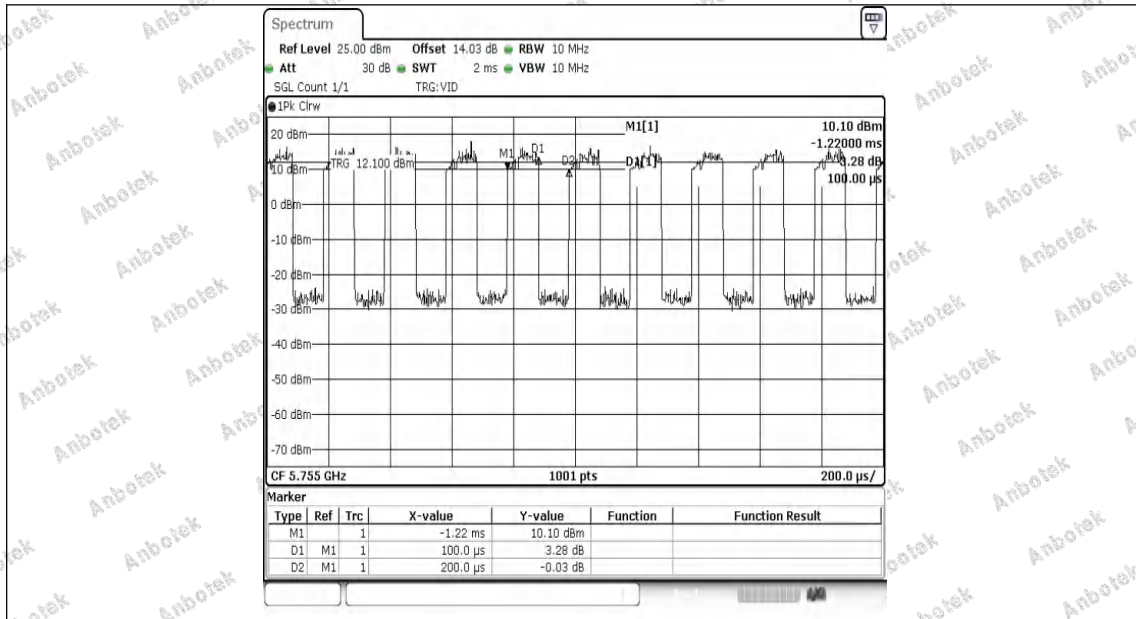 Spectrum
Ref Level 25.00 dBm Offset 14.03 dB RBW 10 MHz
Att 30 dB SWT 2 ms VBW 10 MHz
SGL Count 1/1 TRG:VID
1Pk Clrw
M1[1] 10.10 dBm
-1.22000 ms
D1[1] 3.28 dB
100.00 µs
20 dBm
M1 D1 D2
TRG 12.100 dBm
10 dBm
0 dBm
-10 dBm
-20 dBm
-30 dBm
-40 dBm
-50 dBm
-60 dBm
-70 dBm
CF 5.755 GHz 1001 pts 200.0 µs/
Marker
Type Ref Trc X-value Y-value Function Function Result
M1 1 -1.22 ms 10.10 dBm
D1 M1 1 100.0 µs 3.28 dB
D2 M1 1 200.0 µs -0.03 dB
Anbotek